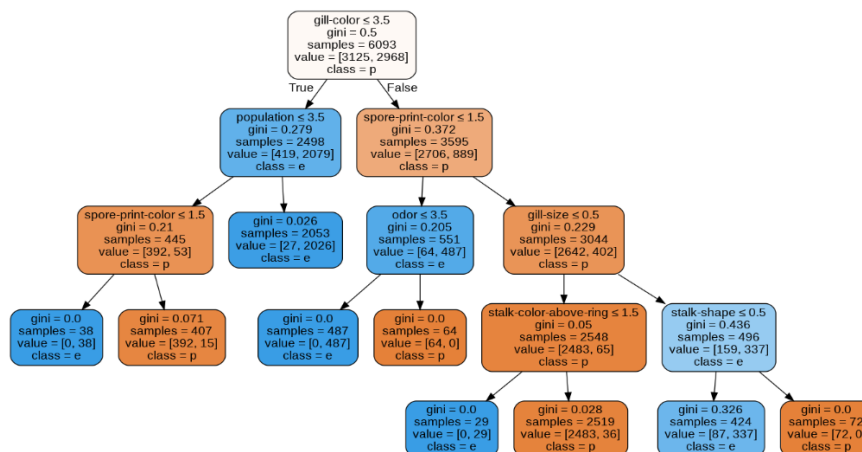 gill-color ≤ 3.5
gini = 0.5
samples = 6093
value = [3125, 2968]
class = p
True
False
population ≤ 3.5
gini = 0.279
samples = 2498
value = [419, 2079]
class = e
spore-print-color ≤ 1.5
gini = 0.372
samples = 3595
value = [2706, 889]
class = p
spore-print-color ≤ 1.5
gini = 0.21
samples = 445
value = [392, 53]
class = p
gini = 0.026
samples = 2053
value = [27, 2026]
class = e
odor ≤ 3.5
gini = 0.205
samples = 551
value = [64, 487]
class = e
gill-size ≤ 0.5
gini = 0.229
samples = 3044
value = [2642, 402]
class = p
gini = 0.0
samples = 38
value = [0, 38]
class = e
gini = 0.071
samples = 407
value = [392, 15]
class = p
gini = 0.0
samples = 487
value = [0, 487]
class = e
gini = 0.0
samples = 64
value = [64, 0]
class = p
stalk-color-above-ring ≤ 1.5
gini = 0.05
samples = 2548
value = [2483, 65]
class = p
stalk-shape ≤ 0.5
gini = 0.436
samples = 496
value = [159, 337]
class = e
gini = 0.0
samples = 29
value = [0, 29]
class = e
gini = 0.028
samples = 2519
value = [2483, 36]
class = p
gini = 0.326
samples = 424
value = [87, 337]
class = e
gini = 0.0
samples = 72
value = [72, 0]
class = p